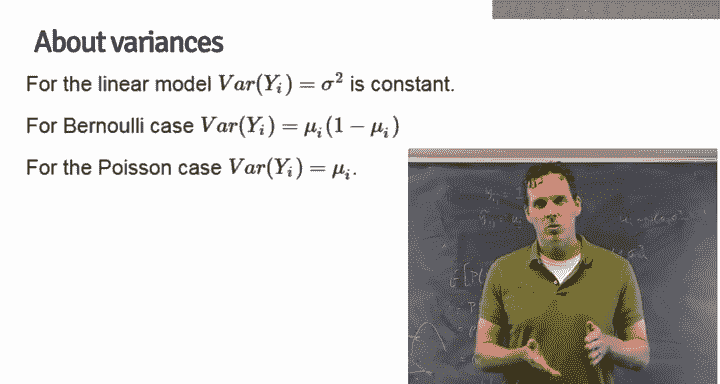 About variances
For the linear model Var(Y_i) = σ² is constant.
For Bernoulli case Var(Y_i) = μ_i(1 − μ_i)
For the Poisson case Var(Y_i) = μ_i.